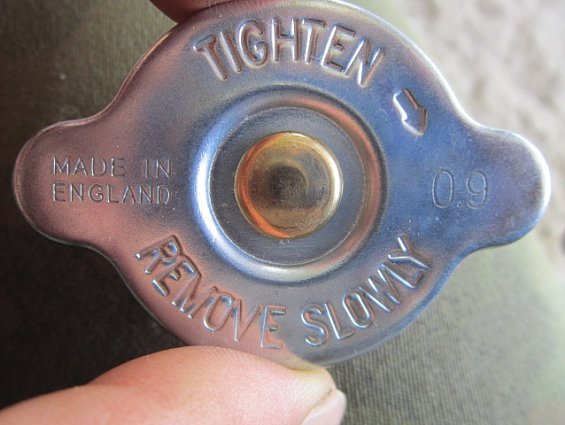 TIGHTEN
MADE IN
ENGLAND
0.9
REMOVE SLOWLY